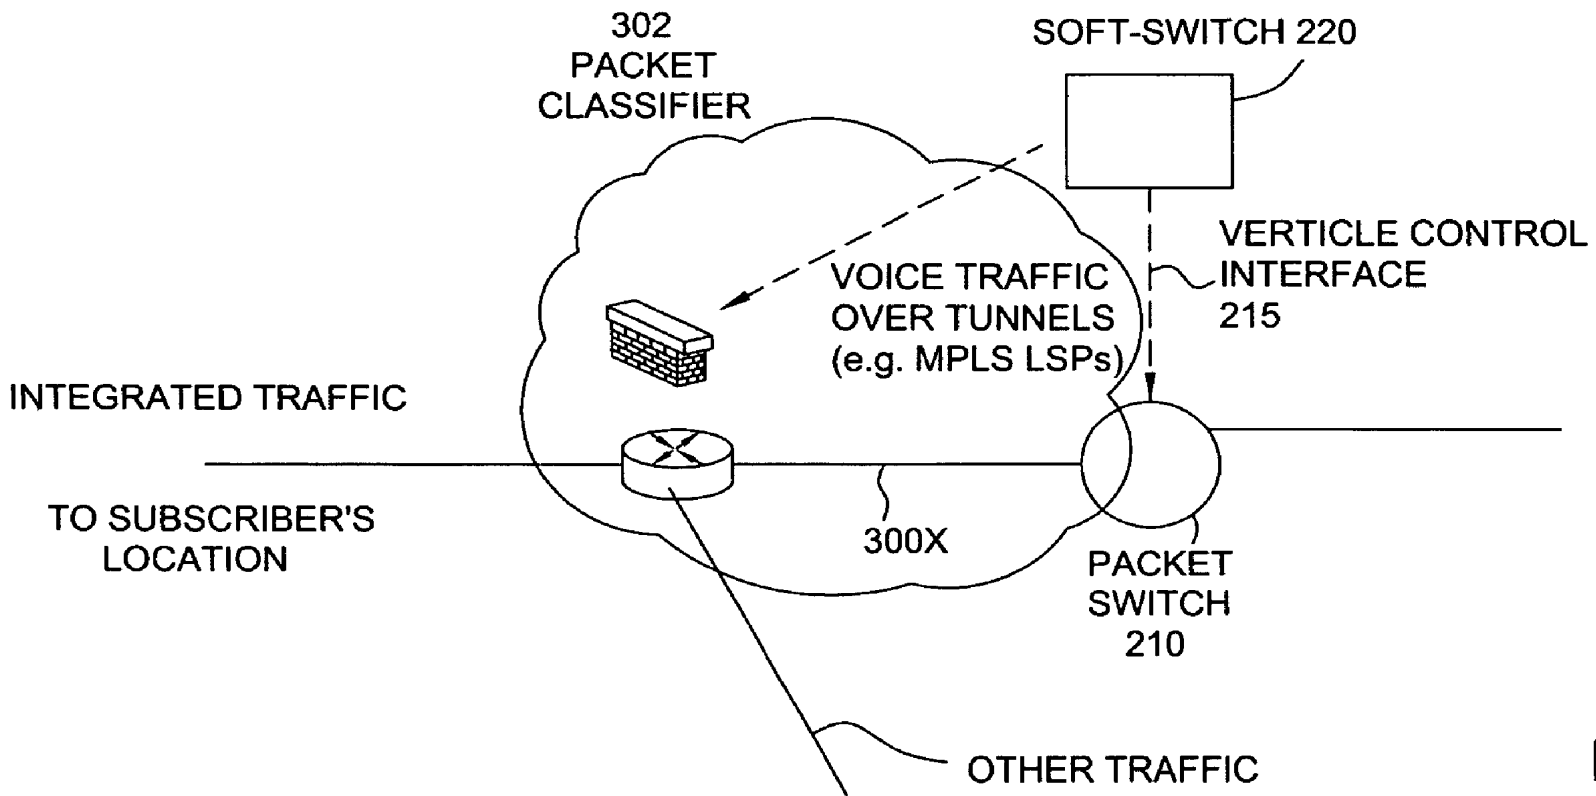 302
PACKET
CLASSIFIER
SOFT-SWITCH 220
VERTICLE CONTROL
INTERFACE
215
VOICE TRAFFIC
OVER TUNNELS
(e.g. MPLS LSPs)
INTEGRATED TRAFFIC
TO SUBSCRIBER'S
LOCATION
300X
PACKET
SWITCH
210
OTHER TRAFFIC